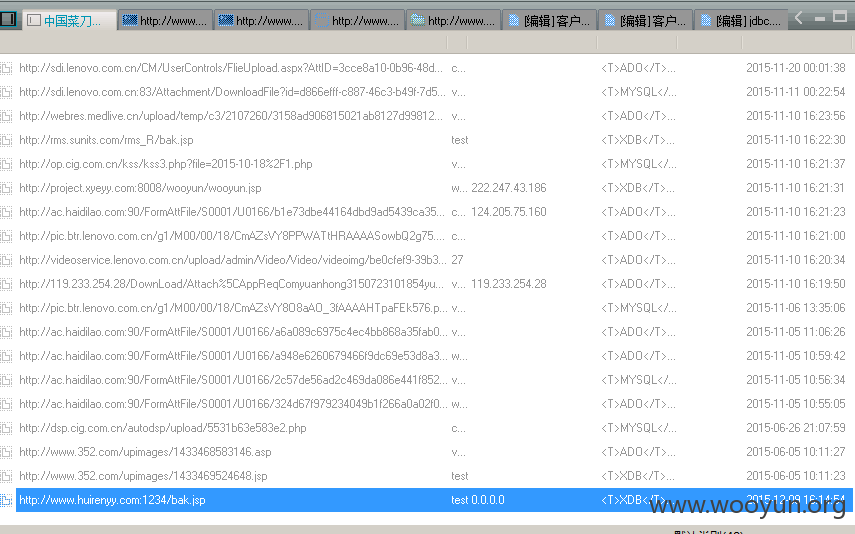 中国菜刀... http://www.... http://www.... http://www.... http://www.... [编辑] 客户... [编辑] 客户... [编辑] jdbc....
http://sdi.lenovo.com.cn/CM/UserControls/FlieUpload.aspx?AttID=3cce8a10-0b96-48d... c... <T>ADO</T>... 2015-11-20 00:01:38
http://sdi.lenovo.com.cn:83/Attachment/DownloadFile?id=d866efff-c887-46c3-b49f-7d5... v... <T>MYSQL</... 2015-11-11 00:22:54
http://webres.medlive.cn/upload/temp/c3/2107260/3158ad906815021ab8127d99812... v... <T>ADO</T>... 2015-11-10 16:23:56
http://rms.sunits.com/rms_R/bak.jsp test <T>XDB</T>... 2015-11-10 16:22:30
http://op.cig.com.cn/kss/kss3.php?file=2015-10-18%2F1.php v... <T>MYSQL</... 2015-11-10 16:21:37
http://project.xyeyy.com:8008/wooyun/wooyun.jsp w... 222.247.43.186 <T>XDB</T>... 2015-11-10 16:21:31
http://ac.haidilao.com:90/FormAttFile/S0001/U0166/b1e73dbe44164dbd9ad5439ca35... c... 124.205.75.160 <T>ADO</T>... 2015-11-10 16:21:23
http://pic.btr.lenovo.com.cn/g1/M00/00/18/CmAZsVY8PPWATtHRAAAASowbQ2g75.... c... <T>ADO</T>... 2015-11-10 16:21:00
http://videoservice.lenovo.com.cn/upload/admin/Video/Video/videoimg/be0cfef9-39b3... 27 <T>ADO</T>... 2015-11-10 16:20:34
http://119.233.254.28/DownLoad/Attach%5CAppReqComyuanhong3150723101854yu... v... 119.233.254.28 <T>ADO</T>... 2015-11-10 16:19:50
http://pic.btr.lenovo.com.cn/g1/M00/00/18/CmAZsVY8O8aAO_3fAAAAHTpaFEk576.p... v... <T>MYSQL</... 2015-11-06 13:35:06
http://ac.haidilao.com:90/FormAttFile/S0001/U0166/a6a089c6975c4ec4bb868a35fab0... v... <T>ADO</T>... 2015-11-05 11:06:26
http://ac.haidilao.com:90/FormAttFile/S0001/U0166/a948e6260679466f9dc69e53d8a3... w... <T>ADO</T>... 2015-11-05 10:59:42
http://ac.haidilao.com:90/FormAttFile/S0001/U0166/2c57de56ad2c469da086e441f852... v... <T>MYSQL</... 2015-11-05 10:56:34
http://ac.haidilao.com:90/FormAttFile/S0001/U0166/324d67f979234049b1f266a0a02f0... w... <T>ADO</T>... 2015-11-05 10:55:05
http://dsp.cig.com.cn/autodsp/upload/5531b63e583e2.php c... <T>MYSQL</... 2015-06-26 21:07:59
http://www.352.com/upimages/1433468583146.asp v... <T>ADO</T>... 2015-06-05 10:11:27
http://www.352.com/upimages/1433469524648.jsp test <T>XDB</T>... 2015-06-05 10:11:23
http://www.huirenyy.com:1234/bak.jsp test 0.0.0.0 <T>XDB</T>... 2015-12-09 16:14:54
www.wooyun.org